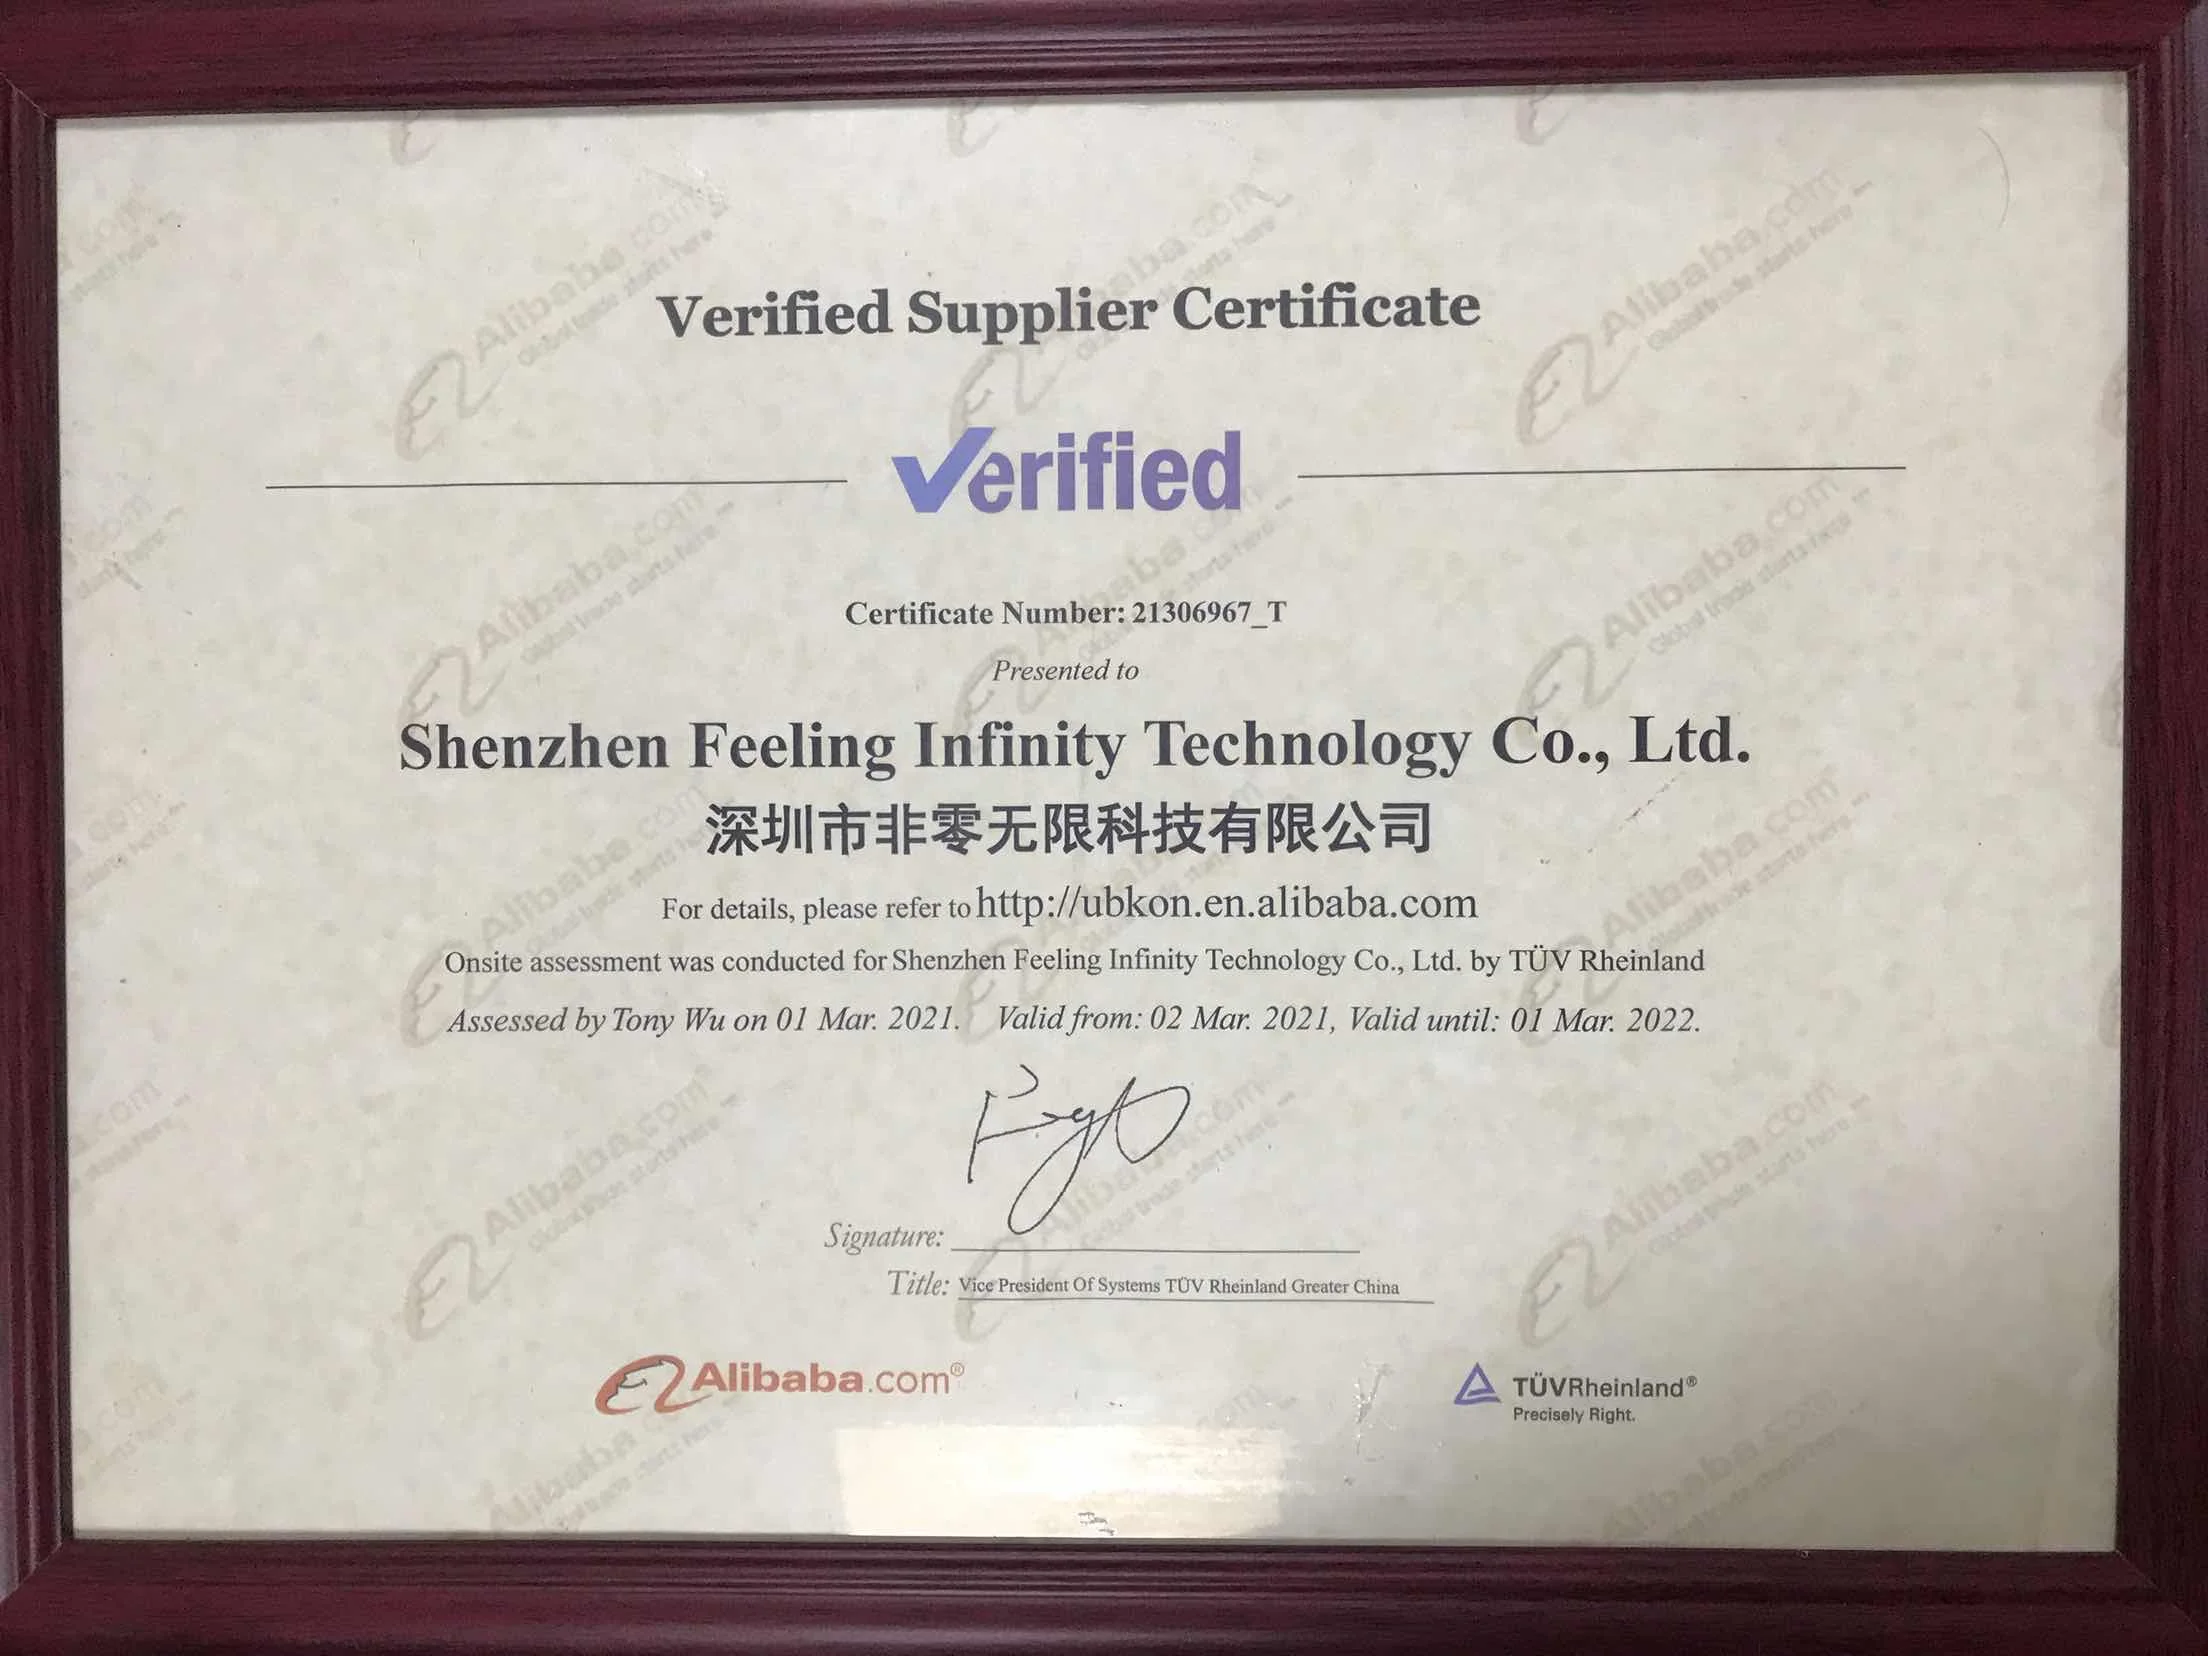 Verified Supplier Certificate
Verified
Certificate Number: 21306967_T
Presented to
Shenzhen Feeling Infinity Technology Co., Ltd.
深圳市非零无限科技有限公司
For details, please refer to http://ubkon.en.alibaba.com
Onsite assessment was conducted for Shenzhen Feeling Infinity Technology Co., Ltd. by TÜV Rheinland
Assessed by Tony Wu on 01 Mar. 2021. Valid from: 02 Mar. 2021, Valid until: 01 Mar. 2022.
Signature:
Title: Vice President Of Systems TÜV Rheinland Greater China
Alibaba.com®
TÜVRheinland®
Precisely Right.